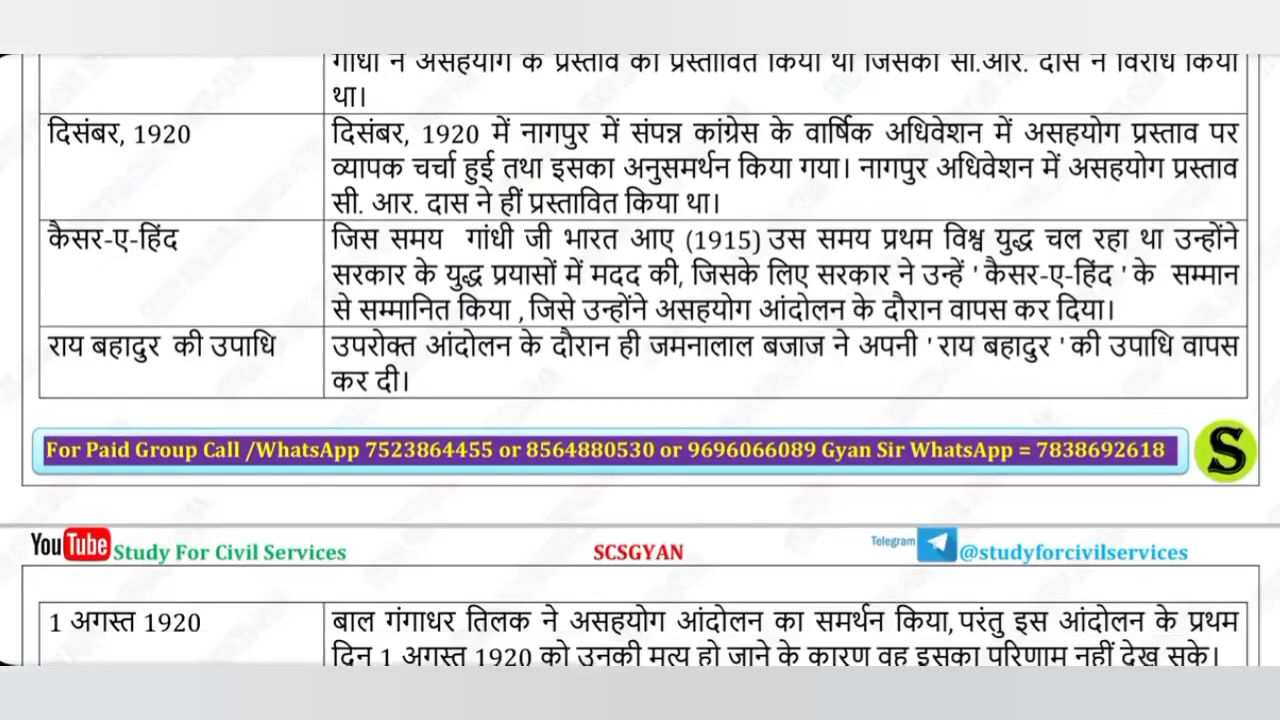 गांधी ने असहयोग के प्रस्ताव को प्रस्तावित किया था जिसका सी.आर. दास ने विरोध किया
था।
दिसंबर, 1920
दिसंबर, 1920 में नागपुर में संपन्न कांग्रेस के वार्षिक अधिवेशन में असहयोग प्रस्ताव पर
व्यापक चर्चा हुई तथा इसका अनुसमर्थन किया गया। नागपुर अधिवेशन में असहयोग प्रस्ताव
सी. आर. दास ने हीं प्रस्तावित किया था।
कैसर-ए-हिंद
जिस समय गांधी जी भारत आए (1915) उस समय प्रथम विश्व युद्ध चल रहा था उन्होंने
सरकार के युद्ध प्रयासों में मदद की, जिसके लिए सरकार ने उन्हें ' कैसर-ए-हिंद ' के सम्मान
से सम्मानित किया ,जिसे उन्होंने असहयोग आंदोलन के दौरान वापस कर दिया।
राय बहादुर की उपाधि
उपरोक्त आंदोलन के दौरान ही जमनालाल बजाज ने अपनी ' राय बहादुर ' की उपाधि वापस
कर दी।
For Paid Group Call /WhatsApp 7523864455 or 8564880530 or 9696066089 Gyan Sir WhatsApp = 7838692618
S
YouTube Study For Civil Services
SCSGYAN
Telegram @studyforcivilservices
1 अगस्त 1920
बाल गंगाधर तिलक ने असहयोग आंदोलन का समर्थन किया, परंतु इस आंदोलन के प्रथम
दिन 1 अगस्त 1920 को उनकी मृत्यु हो जाने के कारण वह इसका परिणाम नहीं देख सके।